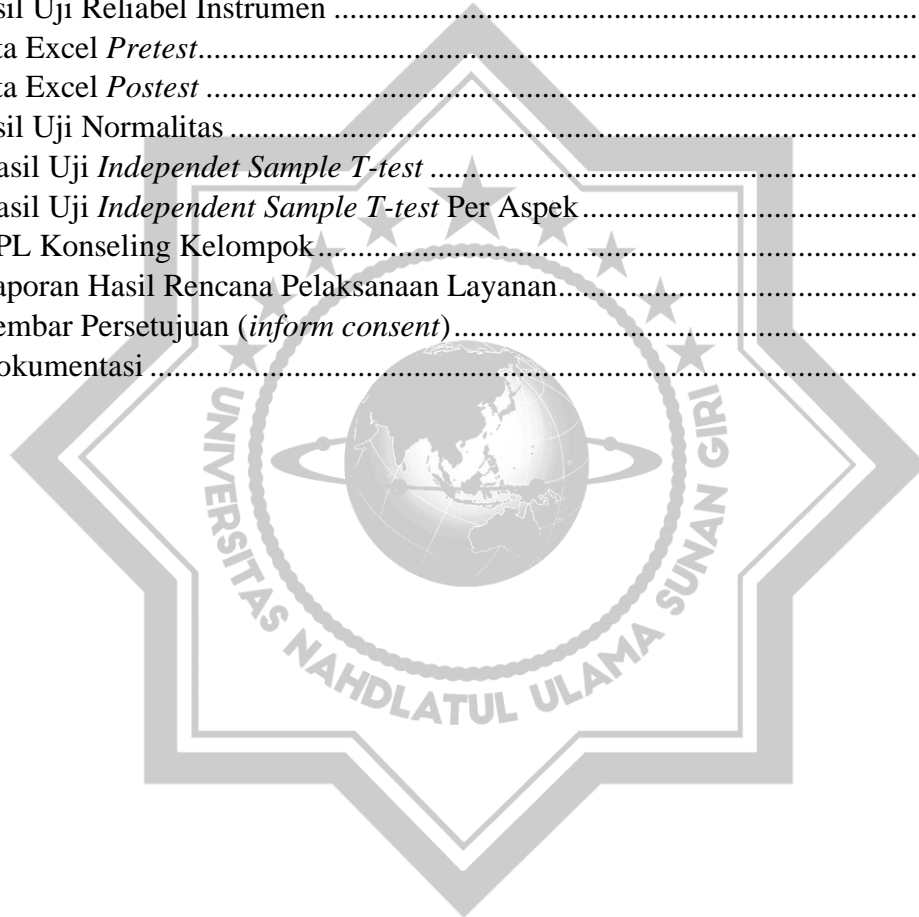 sil Uji Reliabel Instrumen ........................................................................
ta Excel Pretest........................................................................
ta Excel Postest ........................................................................
sil Uji Normalitas ........................................................................
asil Uji Independet Sample T-test ........................................................................
asil Uji Independent Sample T-test Per Aspek........................................................................
PL Konseling Kelompok........................................................................
aporan Hasil Rencana Pelaksanaan Layanan........................................................................
embar Persetujuan (inform consent)........................................................................
okumentasi ........................................................................
UNIVERSITAS NAHDLATUL ULAMA SUNAN GIRI